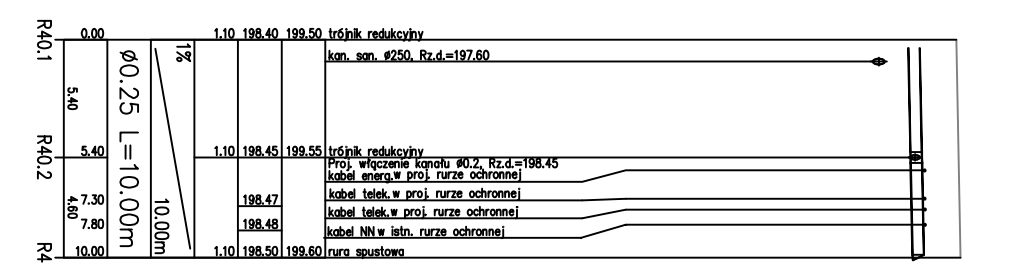 R40.1 0.00 1.10 198.40 199.50 trójnik redukcyjny
1%
kan. san. ø250, Rz.d.=197.60
5.40
ø0.25 L=10.00m
R40.2 5.40 1.10 198.45 199.55 trójnik redukcyjny
Proj. włączenie kanału ø0.2, Rz.d.=198.45
kabel energ.w proj. rurze ochronnej
4.60
10.00m
7.30 198.47 kabel telek.w proj. rurze ochronnej
kabel telek.w proj. rurze ochronnej
7.80 198.48 kabel NN w istn. rurze ochronnej
R4 10.00 1.10 198.50 199.60 rura spustowa